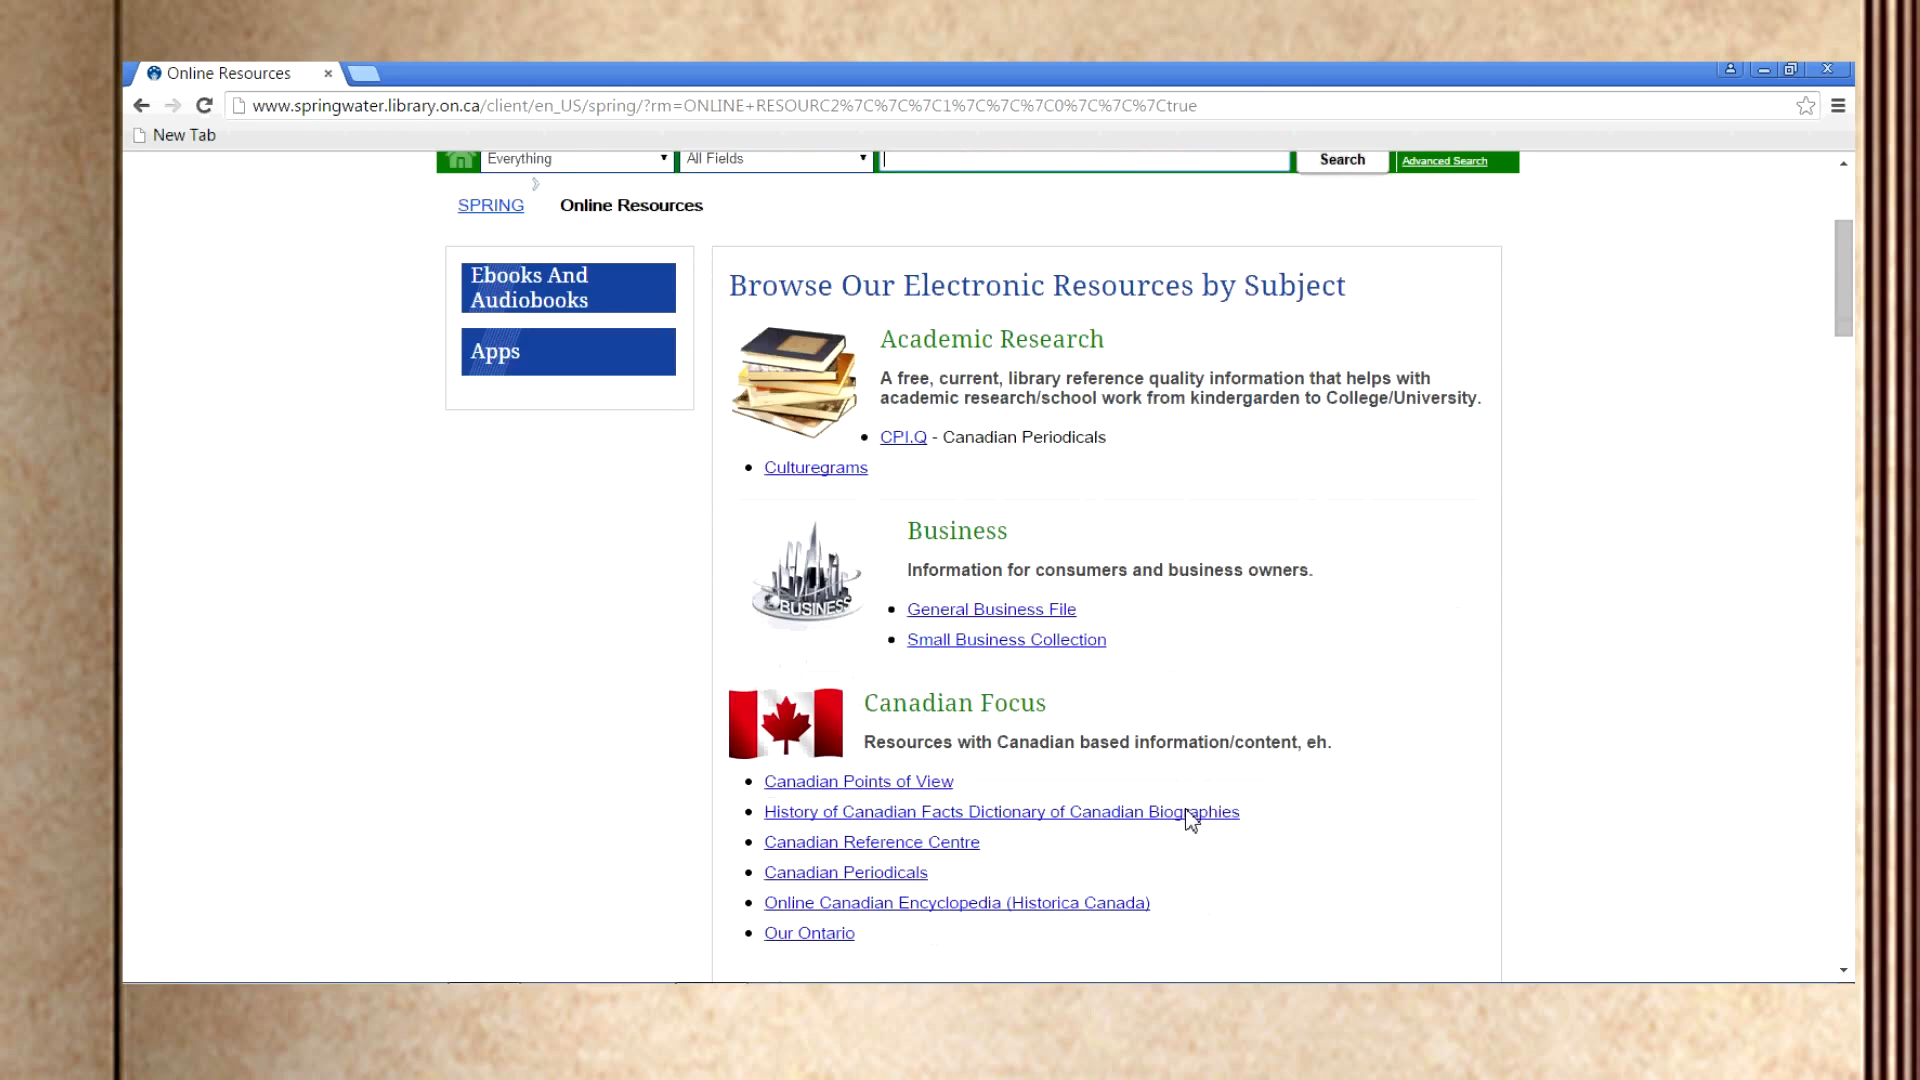 Online Resources
www.springwater.library.on.ca/client/en_US/spring/?rm=ONLINE+RESOURC2%7C%7C%7C1%7C%7C%7C0%7C%7C%7Ctrue
New Tab
Everything All Fields Search Advanced Search
SPRING Online Resources
Ebooks And
Audiobooks
Apps
Browse Our Electronic Resources by Subject
Academic Research
A free, current, library reference quality information that helps with
academic research/school work from kindergarden to College/University.
CPI.Q - Canadian Periodicals
Culturegrams
Business
Information for consumers and business owners.
BUSINESS
General Business File
Small Business Collection
Canadian Focus
Resources with Canadian based information/content, eh.
Canadian Points of View
History of Canadian Facts Dictionary of Canadian Biographies
Canadian Reference Centre
Canadian Periodicals
Online Canadian Encyclopedia (Historica Canada)
Our Ontario